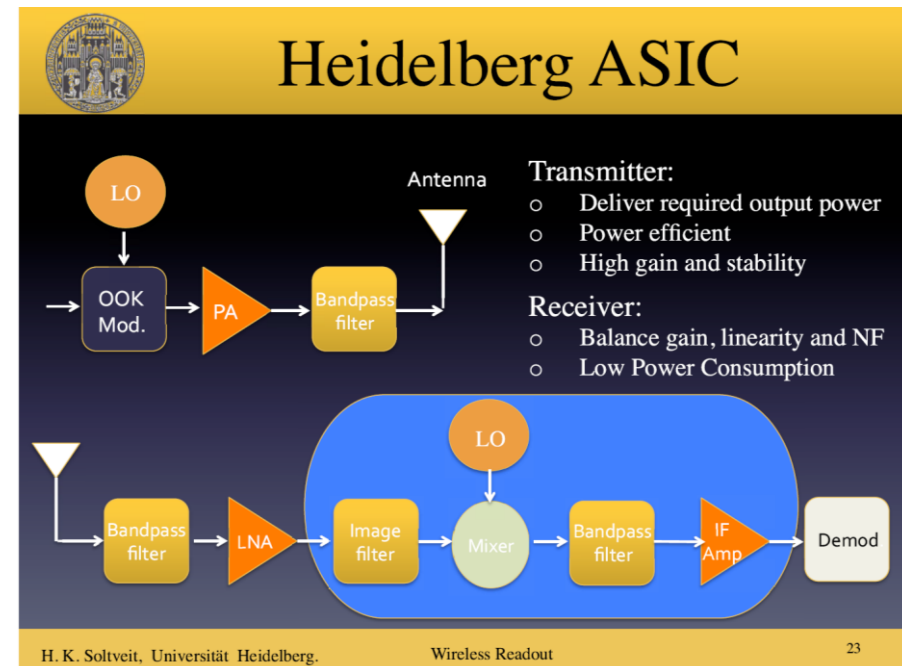 Heidelberg ASIC
LO
Antenna
OOK
Mod.
PA
Bandpass
filter
Transmitter:
o Deliver required output power
o Power efficient
o High gain and stability
Receiver:
o Balance gain, linearity and NF
o Low Power Consumption
LO
Bandpass
filter
LNA
Image
filter
Mixer
Bandpass
filter
IF
Amp
Demod
H. K. Soltveit, Universität Heidelberg.
Wireless Readout
23